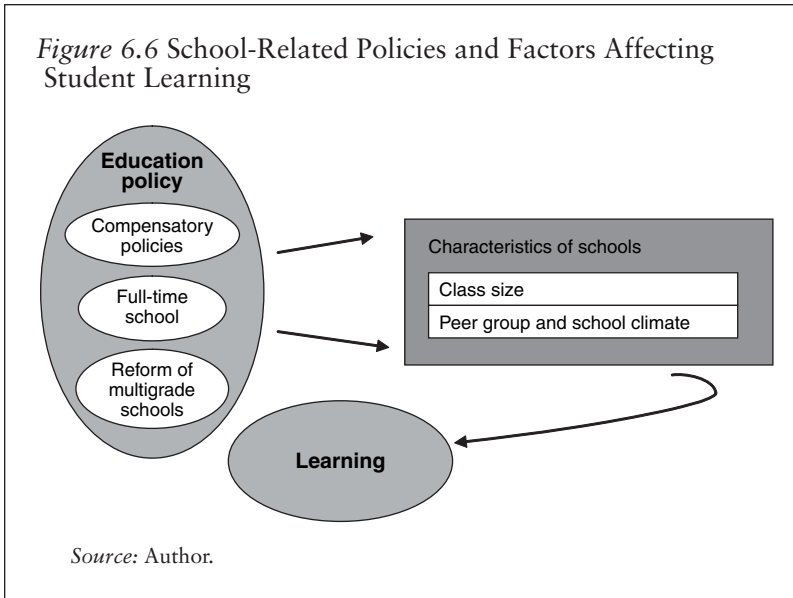 Figure 6.6 School-Related Policies and Factors Affecting
Student Learning
Education
policy
Compensatory
policies
Full-time
school
Reform of
multigrade
schools
Characteristics of schools
Class size
Peer group and school climate
Learning
Source: Author.